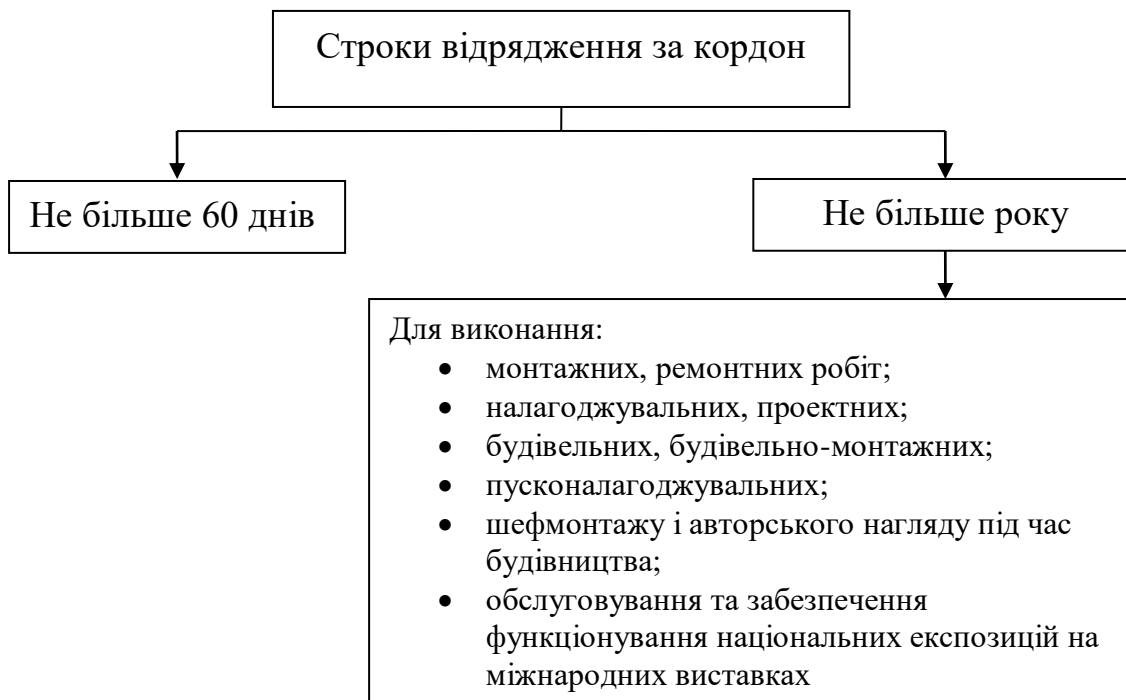 Строки відрядження за кордон
Не більше 60 днів
Не більше року
Для виконання:
• монтажних, ремонтних робіт;
• налагоджувальних, проектних;
• будівельних, будівельно-монтажних;
• пусконалагоджувальних;
• шефмонтажу і авторського нагляду під час
будівництва;
• обслуговування та забезпечення
функціонування національних експозицій на
міжнародних виставках